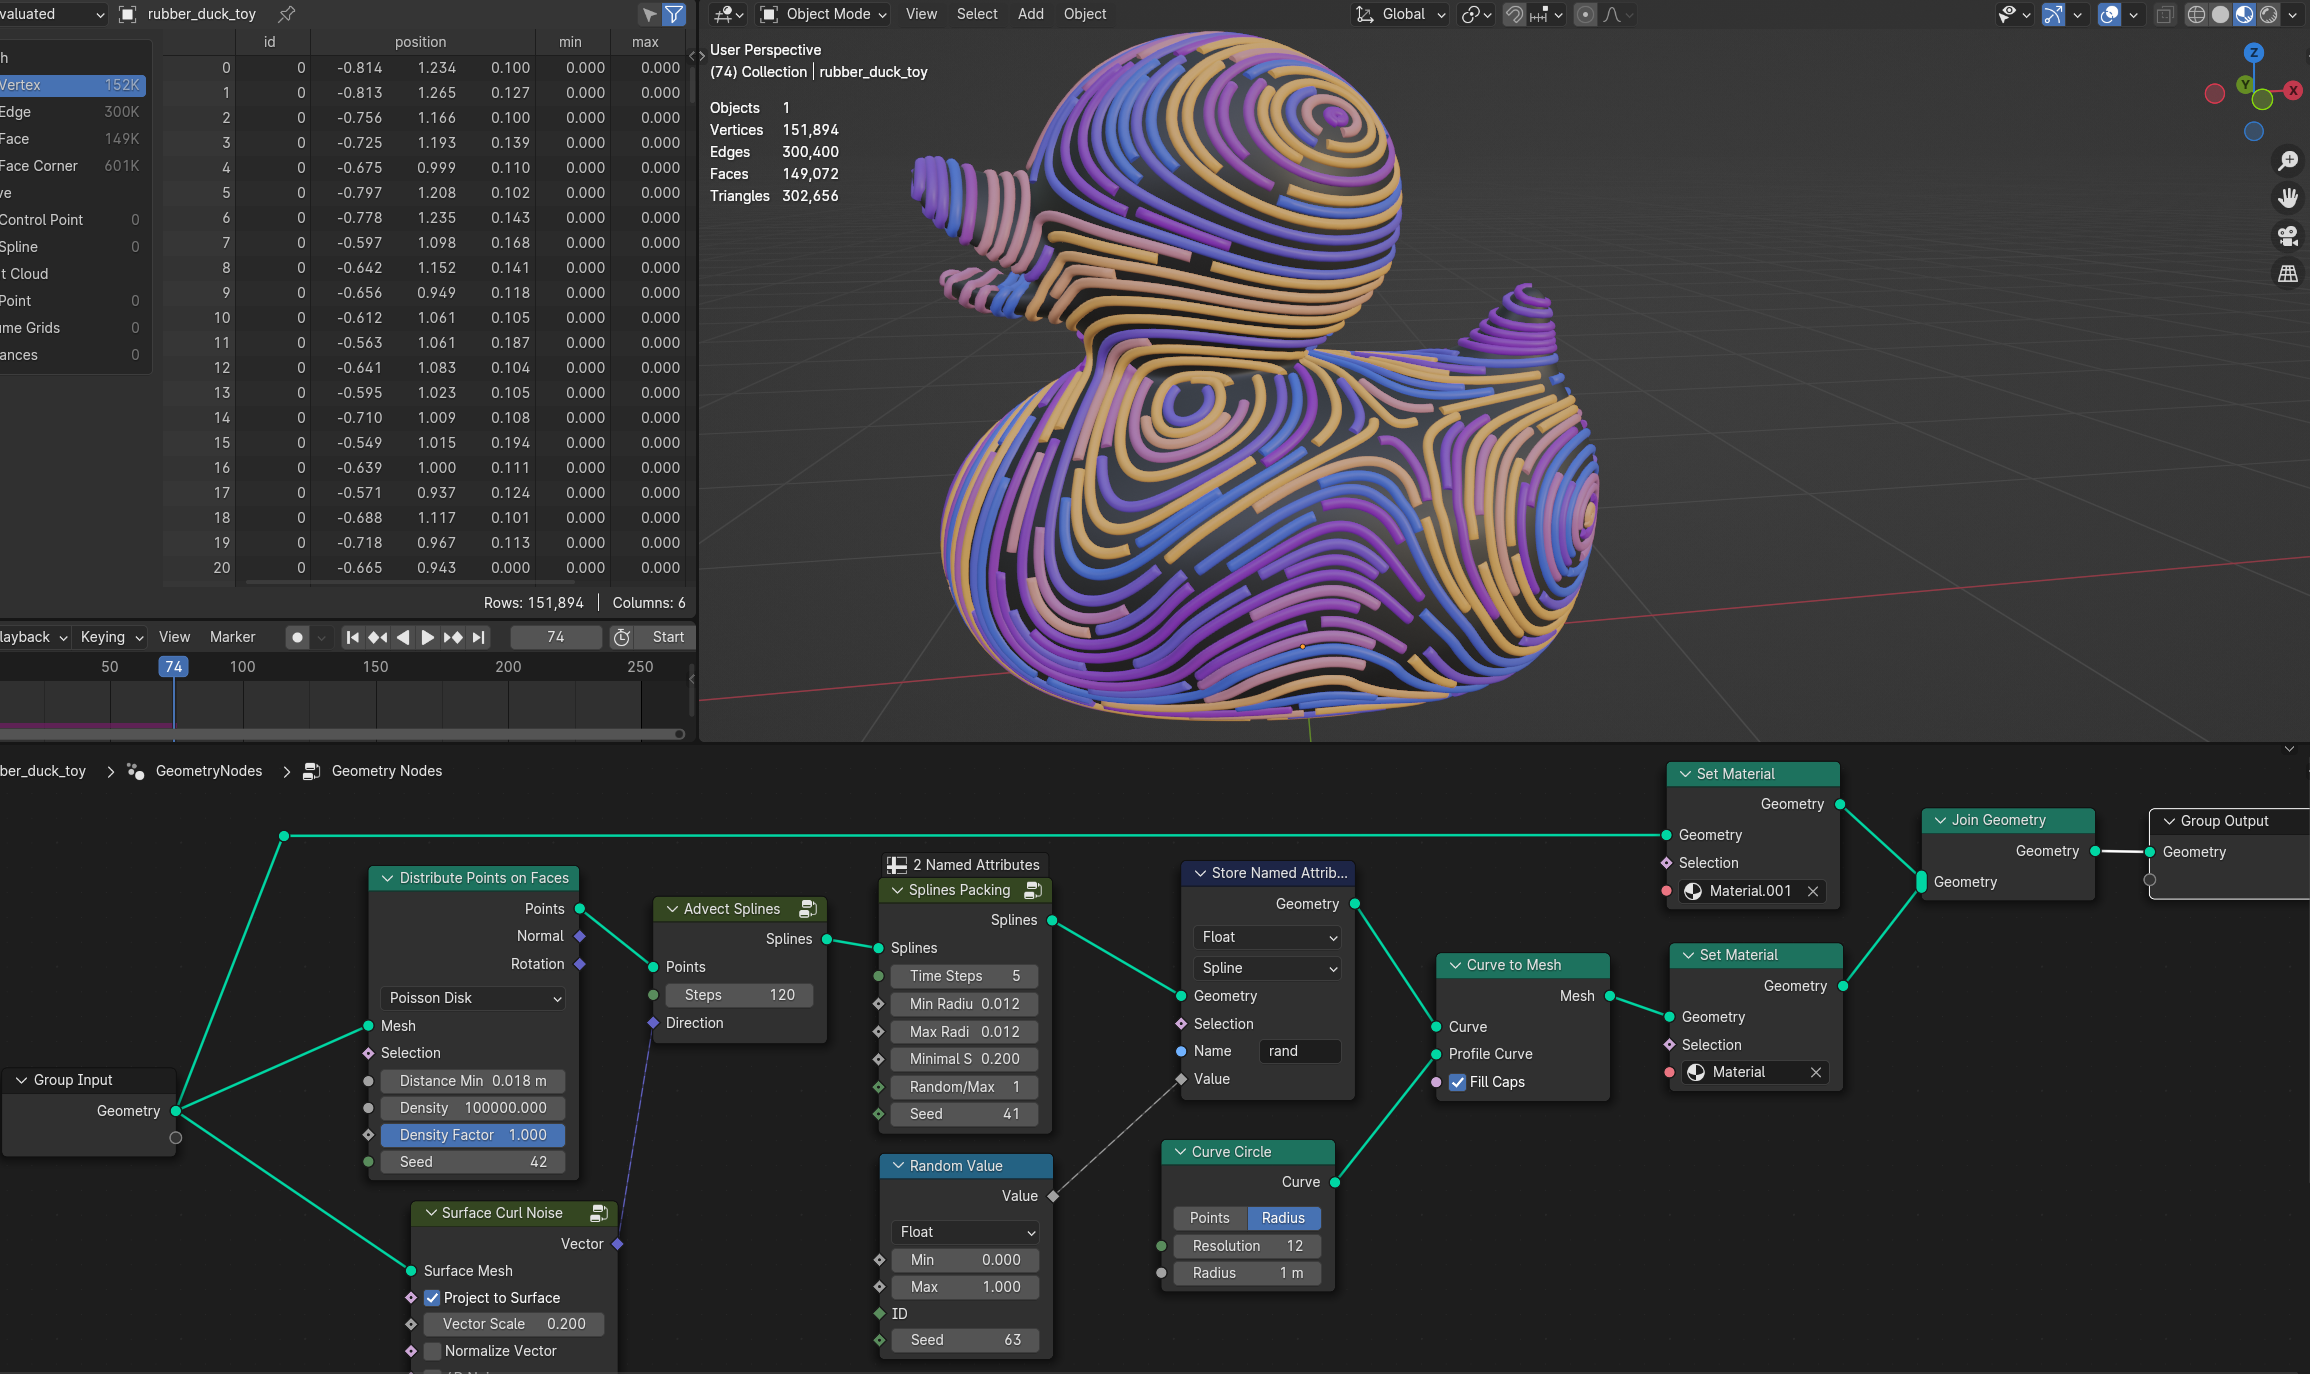 valuated rubber_duck_toy
id position min max
h
Vertex 152K
Edge 300K
Face 149K
Face Corner 601K
ve
Control Point 0
Spline 0
t Cloud
Point 0
me Grids 0
ances 0
0 0 -0.814 1.234 0.100 0.000 0.000
1 0 -0.813 1.265 0.127 0.000 0.000
2 0 -0.756 1.166 0.100 0.000 0.000
3 0 -0.725 1.193 0.139 0.000 0.000
4 0 -0.675 0.999 0.110 0.000 0.000
5 0 -0.797 1.208 0.102 0.000 0.000
6 0 -0.778 1.235 0.143 0.000 0.000
7 0 -0.597 1.098 0.168 0.000 0.000
8 0 -0.642 1.152 0.141 0.000 0.000
9 0 -0.656 0.949 0.118 0.000 0.000
10 0 -0.612 1.061 0.105 0.000 0.000
11 0 -0.563 1.061 0.187 0.000 0.000
12 0 -0.641 1.083 0.104 0.000 0.000
13 0 -0.595 1.023 0.105 0.000 0.000
14 0 -0.710 1.009 0.108 0.000 0.000
15 0 -0.549 1.015 0.194 0.000 0.000
16 0 -0.639 1.000 0.111 0.000 0.000
17 0 -0.571 0.937 0.124 0.000 0.000
18 0 -0.688 1.117 0.101 0.000 0.000
19 0 -0.718 0.967 0.113 0.000 0.000
20 0 -0.665 0.943 0.000 0.000 0.000
Rows: 151,894 | Columns: 6
layback Keying View Marker 74 Start
50 74 100 150 200 250
Object Mode View Select Add Object Global
User Perspective
(74) Collection | rubber_duck_toy
Objects 1
Vertices 151,894
Edges 300,400
Faces 149,072
Triangles 302,656
Z
Y
X
ber_duck_toy > GeometryNodes > Geometry Nodes
Group Input
Geometry
Distribute Points on Faces
Points
Normal
Rotation
Poisson Disk
Mesh
Selection
Distance Min 0.018 m
Density 100000.000
Density Factor 1.000
Seed 42
Surface Curl Noise
Vector
Surface Mesh
Project to Surface
Vector Scale 0.200
Normalize Vector
Advect Splines
Splines
Points
Steps 120
Direction
2 Named Attributes
Splines Packing
Splines
Splines
Time Steps 5
Min Radiu 0.012
Max Radi 0.012
Minimal S 0.200
Random/Max 1
Seed 41
Random Value
Value
Float
Min 0.000
Max 1.000
ID
Seed 63
Store Named Attrib...
Geometry
Float
Spline
Geometry
Selection
Name rand
Value
Curve Circle
Curve
Points Radius
Resolution 12
Radius 1 m
Curve to Mesh
Mesh
Curve
Profile Curve
Fill Caps
Set Material
Geometry
Geometry
Selection
Material.001
Set Material
Geometry
Geometry
Selection
Material
Join Geometry
Geometry
Geometry
Group Output
Geometry